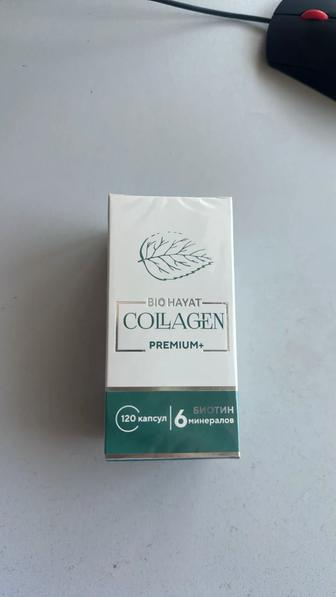 BIO HAYAT
COLLAGEN
PREMIUM+
120 капсул
6 БИОТИН
минералов